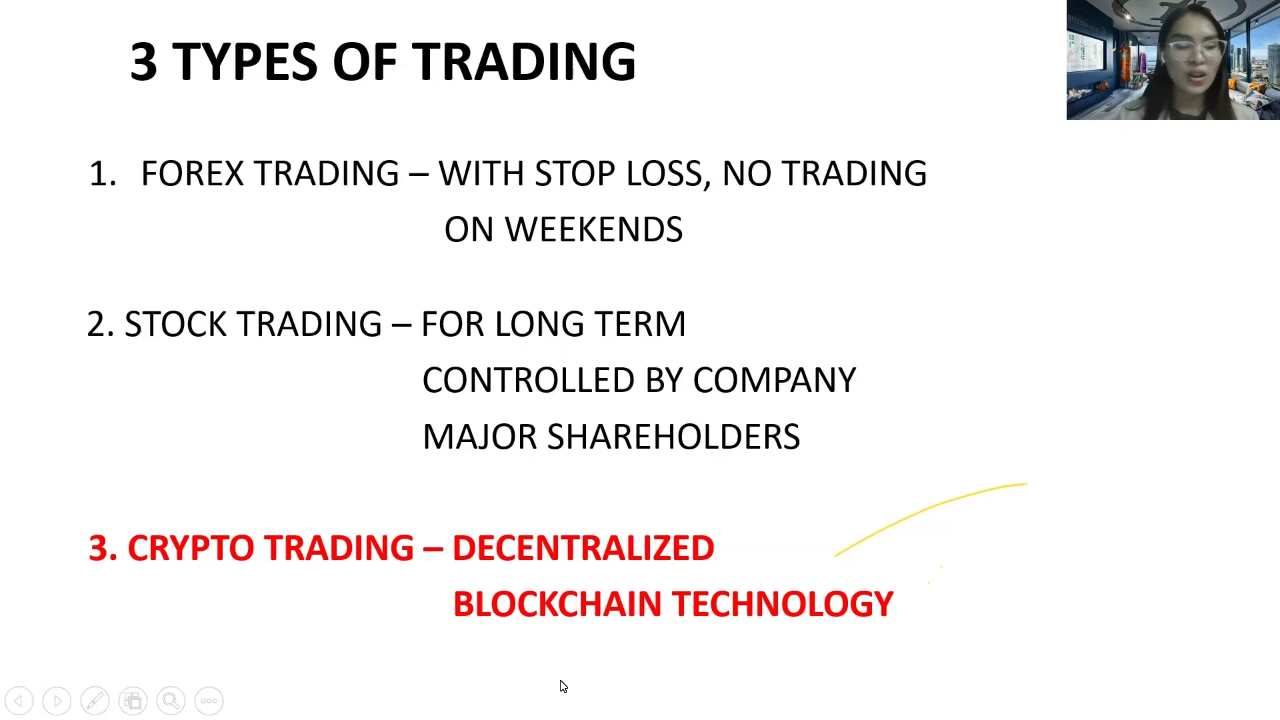 3 TYPES OF TRADING
1. FOREX TRADING – WITH STOP LOSS, NO TRADING
ON WEEKENDS
2. STOCK TRADING – FOR LONG TERM
CONTROLLED BY COMPANY
MAJOR SHAREHOLDERS
3. CRYPTO TRADING – DECENTRALIZED
BLOCKCHAIN TECHNOLOGY